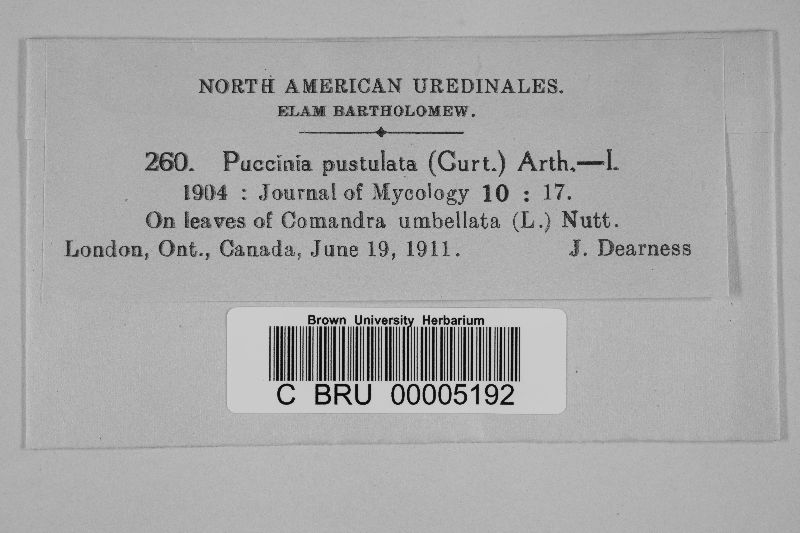 NORTH AMERICAN UREDINALES.
ELAM BARTHOLOMEW.
260. Puccinia pustulata (Curt.) Arth.—I.
1904 : Journal of Mycology 10 : 17.
On leaves of Comandra umbellata (L.) Nutt.
London, Ont., Canada, June 19, 1911. J. Dearness
Brown University Herbarium
C BRU 00005192